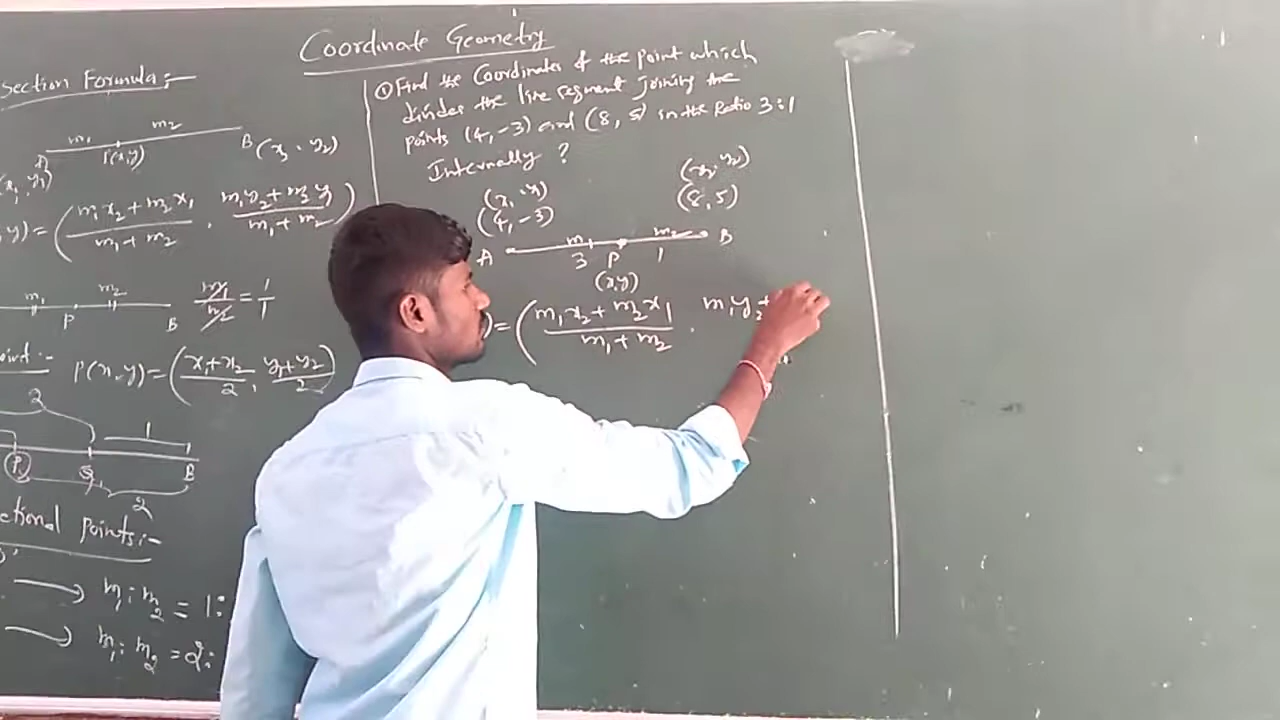 Coordinate Geometry
Section Formula:-
m₁ m₂
P(x,y)
A
B(x₂, y₂)
(x₁, y₁)
, y) = ( (m₁x₂ + m₂x₁)/(m₁ + m₂) , (m₁y₂ + m₂y₁)/(m₁ + m₂) )
m₁ m₂
P B
m₁/m₂ = 1/1
P(x, y) = ( (x₁+x₂)/2 , (y₁+y₂)/2 )
2 1
P Q B
2
ctional Points:-
→ m₁:m₂ = 1:
→ m₁:m₂ = 2:
① Find the Coordinates of the point which
divides the line segment joining the
points (4, -3) and (8, 5) in the Ratio 3:1
Internally ?
(x₁, y₁) (x₂, y₂)
(4, -3) (8, 5)
A m₁ m₂ B
3 P 1
(x,y)
) = ( (m₁x₂ + m₂x₁)/(m₁ + m₂) , m₁y₂+